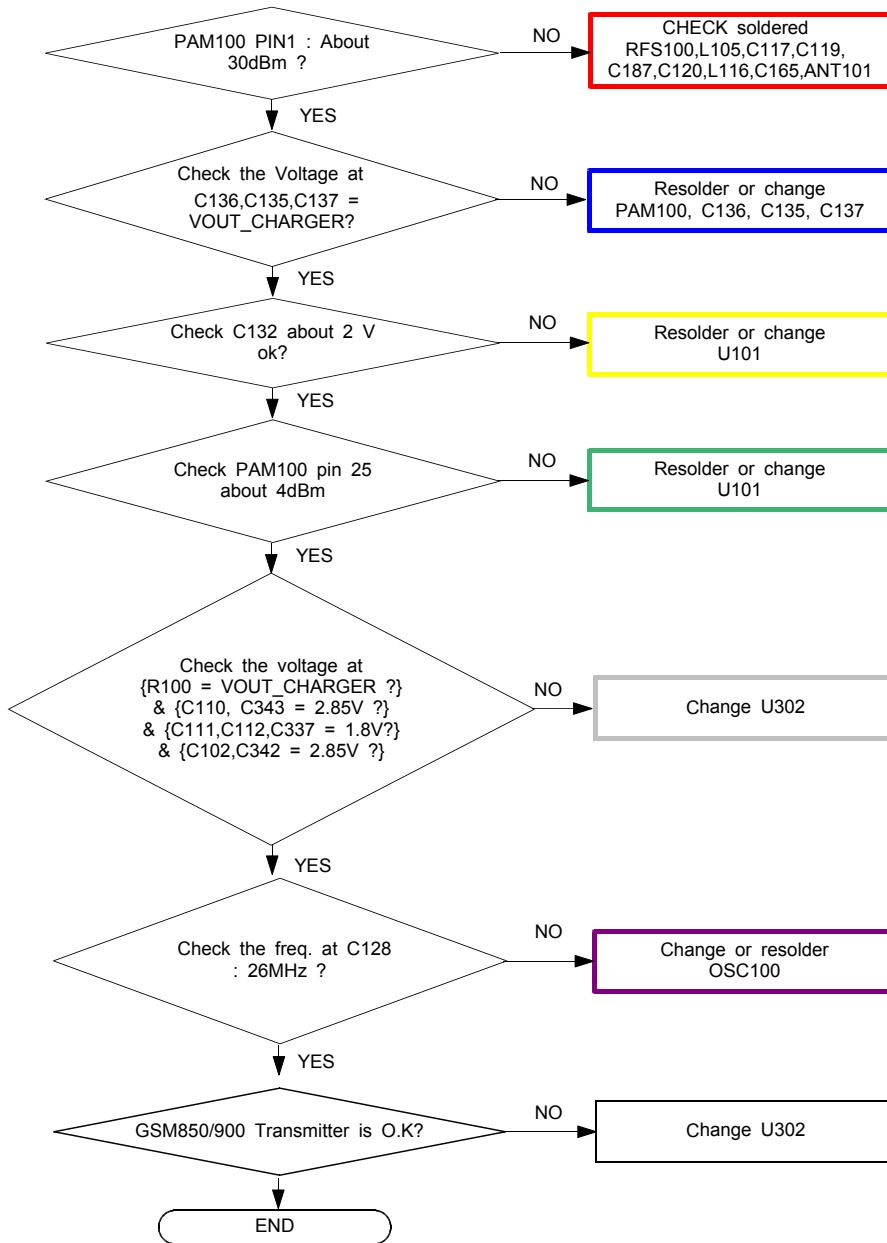 PAM100 PIN1 : About
30dBm ?
NO
CHECK soldered
RFS100,L105,C117,C119,
C187,C120,L116,C165,ANT101
YES
Check the Voltage at
C136,C135,C137 =
VOUT_CHARGER?
NO
Resolder or change
PAM100, C136, C135, C137
YES
Check C132 about 2 V
ok?
NO
Resolder or change
U101
YES
Check PAM100 pin 25
about 4dBm
NO
Resolder or change
U101
YES
Check the voltage at
{R100 = VOUT_CHARGER ?}
& {C110, C343 = 2.85V ?}
& {C111,C112,C337 = 1.8V?}
& {C102,C342 = 2.85V ?}
NO
Change U302
YES
Check the freq. at C128
: 26MHz ?
NO
Change or resolder
OSC100
YES
GSM850/900 Transmitter is O.K?
NO
Change U302
END